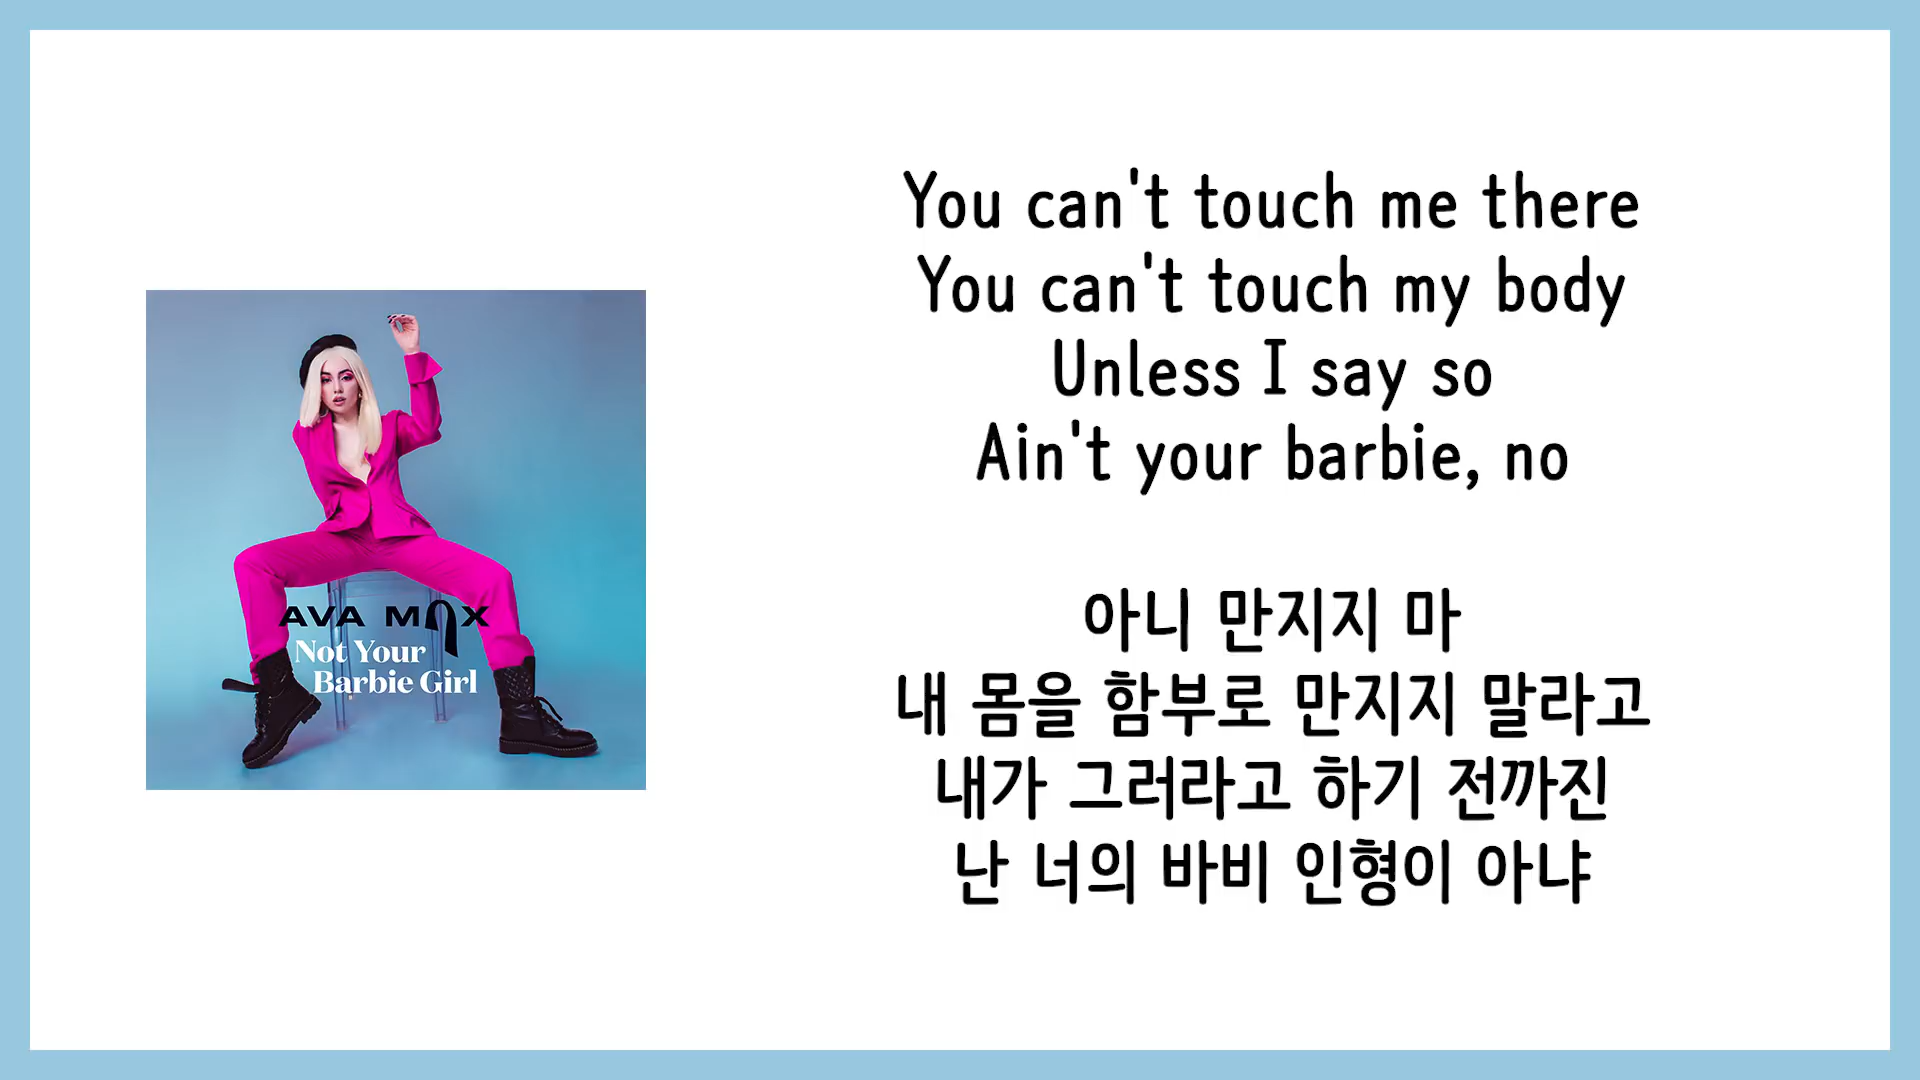 AVA MAX
Not Your
Barbie Girl
You can't touch me there
You can't touch my body
Unless I say so
Ain't your barbie, no
아니 만지지 마
내 몸을 함부로 만지지 말라고
내가 그러라고 하기 전까진
난 너의 바비 인형이 아냐